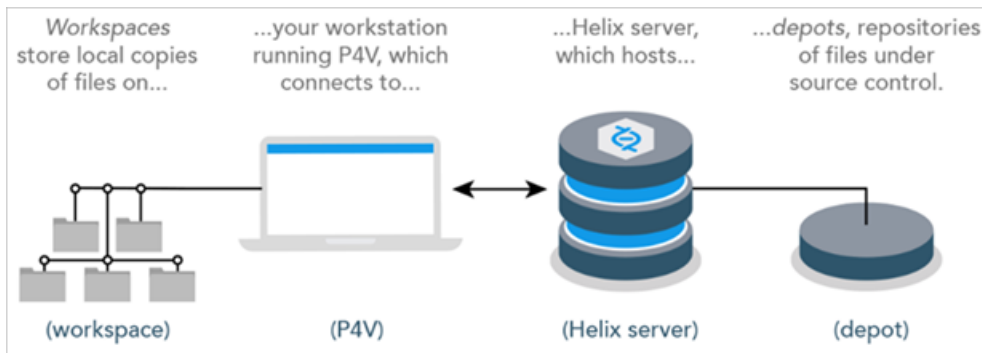 Workspaces
store local copies
of files on...
...your workstation
running P4V, which
connects to...
...Helix server,
which hosts...
...depots, repositories
of files under
source control.
(workspace)
(P4V)
(Helix server)
(depot)